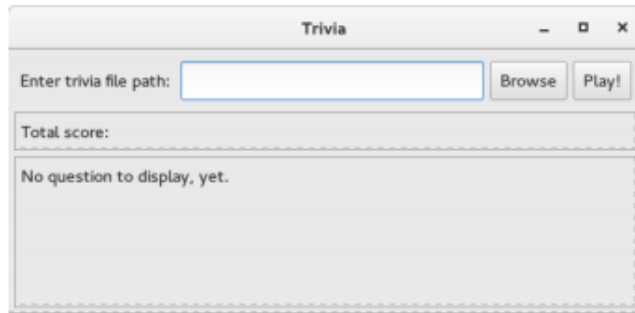 Trivia
Enter trivia file path: Browse Play!
Total score:
No question to display, yet.